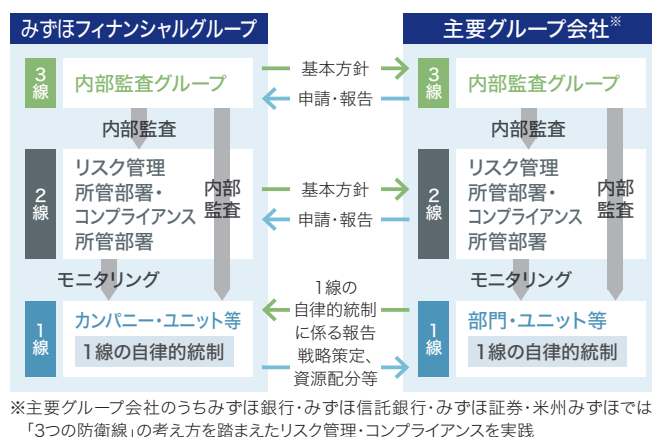 みずほフィナンシャルグループ
3線
内部監査グループ
内部監査
2線
リスク管理
所管部署・
コンプライアンス
所管部署
内部
監査
モニタリング
1線
カンパニー・ユニット等
1線の自律的統制
基本方針
申請・報告
基本方針
申請・報告
1線の
自律的統制
に係る報告
戦略策定、
資源配分等
主要グループ会社※
3線
内部監査グループ
内部監査
2線
リスク管理
所管部署・
コンプライアンス
所管部署
内部
監査
モニタリング
1線
部門・ユニット等
1線の自律的統制
※主要グループ会社のうちみずほ銀行・みずほ信託銀行・みずほ証券・米州みずほでは
「3つの防衛線」の考え方を踏まえたリスク管理・コンプライアンスを実践